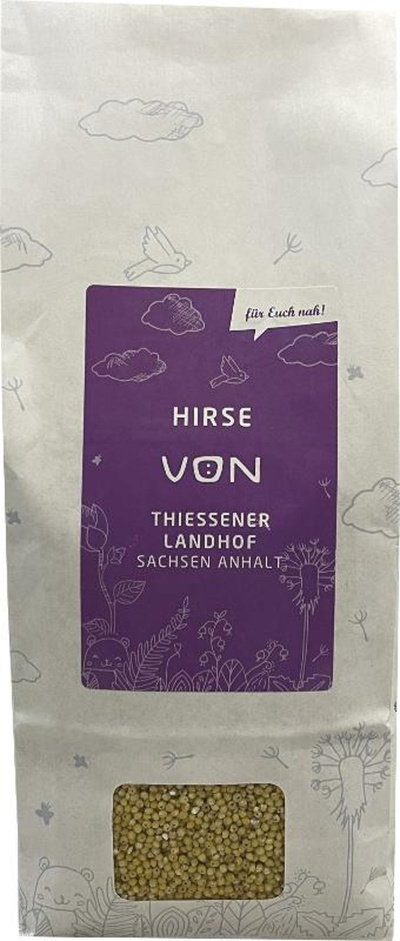 für Euch nah!
HIRSE
VON
THIESSENER
LANDHOF
SACHSEN ANHALT